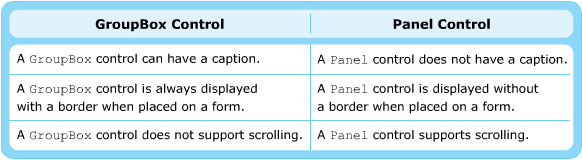 GroupBox Control
Panel Control
A GroupBox control can have a caption.
A Panel control does not have a caption.
A GroupBox control is always displayed
with a border when placed on a form.
A Panel control is displayed without
a border when placed on a form.
A GroupBox control does not support scrolling.
A Panel control supports scrolling.